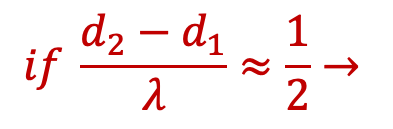 if (d₂ − d₁)/λ ≈ 1/2 →